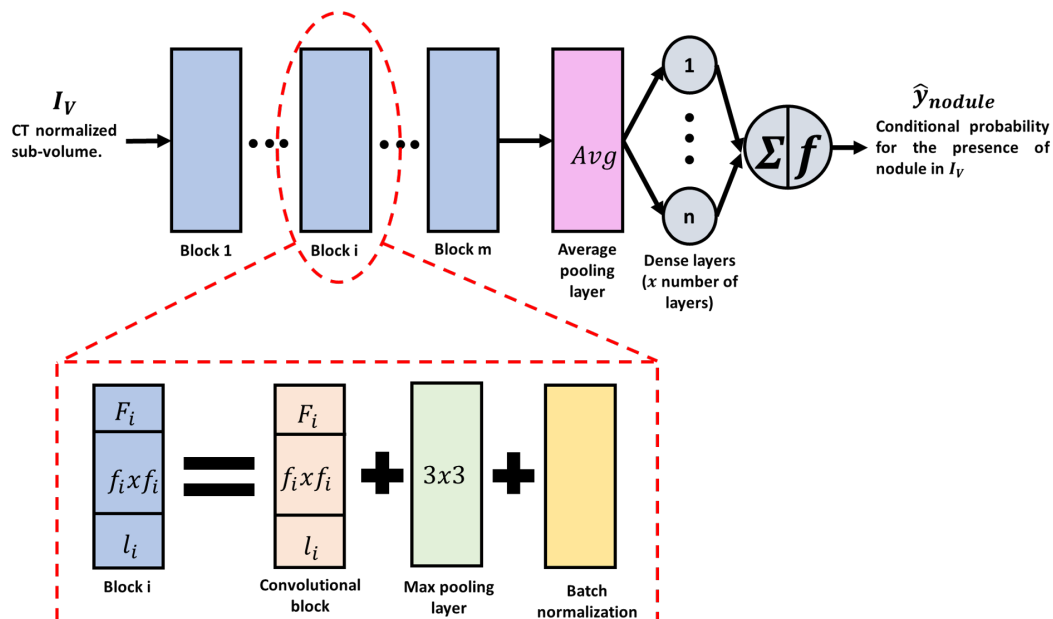 I_V
CT normalized
sub-volume.
Block 1
Block i
Block m
Avg
Average
pooling
layer
1
n
Dense layers
(x number of
layers)
Σ f
ŷ_nodule
Conditional probability
for the presence of
nodule in I_V
F_i
f_i x f_i
l_i
Block i
=
F_i
f_i x f_i
l_i
Convolutional
block
+
3x3
Max pooling
layer
+
Batch
normalization